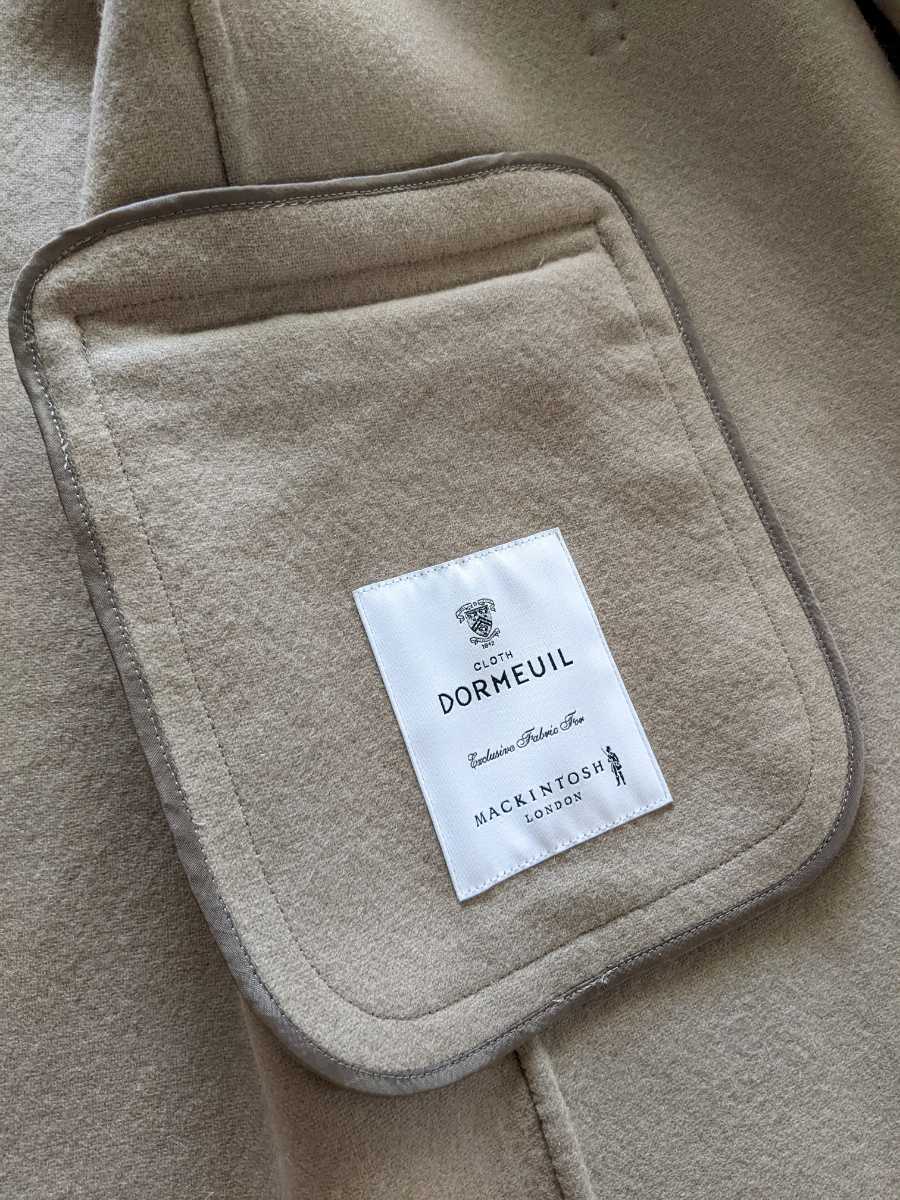 1842
CLOTH
DORMEUIL
Exclusive Fabric For
MACKINTOSH
LONDON